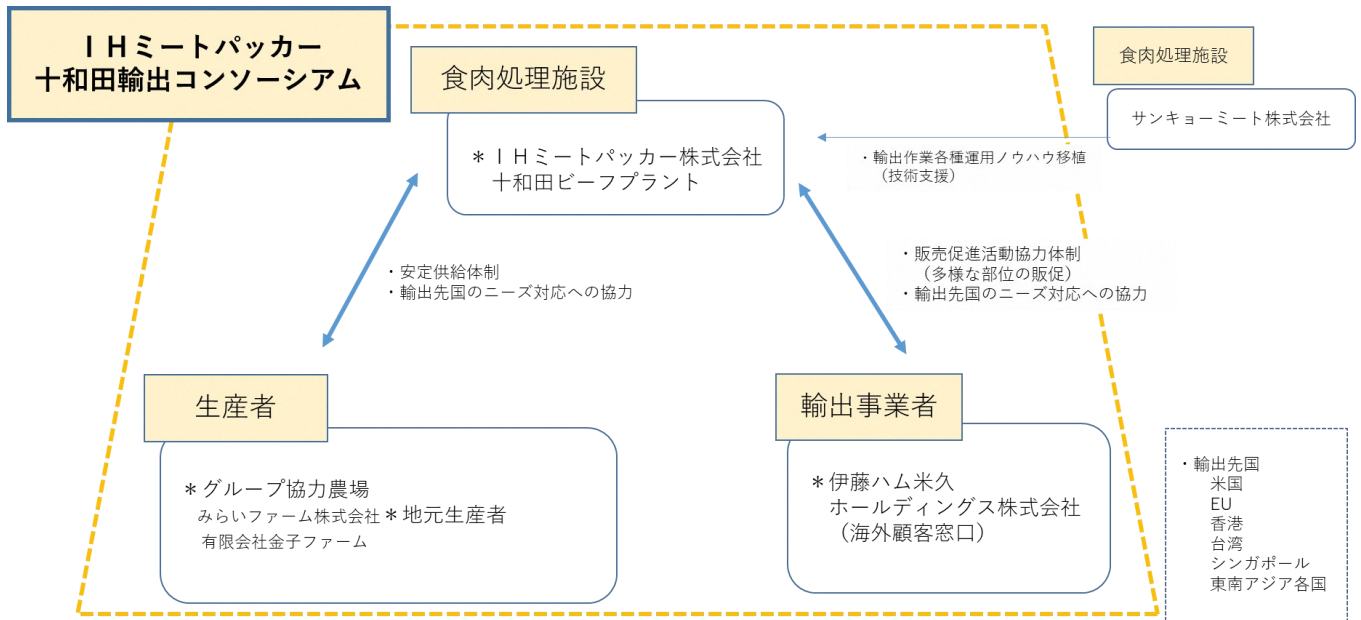 ＩＨミートパッカー
十和田輸出コンソーシアム
食肉処理施設
＊ＩＨミートパッカー株式会社
十和田ビーフプラント
食肉処理施設
サンキョーミート株式会社
・輸出作業各種運用ノウハウ移植
（技術支援）
・安定供給体制
・輸出先国のニーズ対応への協力
・販売促進活動協力体制
（多様な部位の販促）
・輸出先国のニーズ対応への協力
生産者
＊グループ協力農場
みらいファーム株式会社＊地元生産者
有限会社金子ファーム
輸出事業者
＊伊藤ハム米久
ホールディングス株式会社
（海外顧客窓口）
・輸出先国
米国
EU
香港
台湾
シンガポール
東南アジア各国